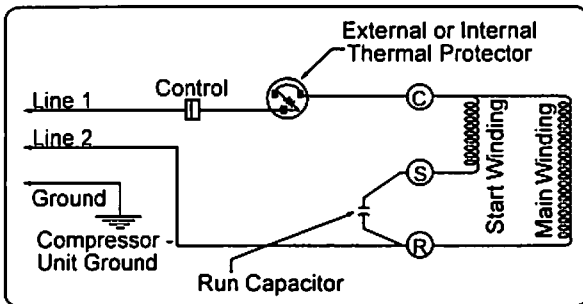 External or Internal
Thermal Protector
Control
Line 1
C
Line 2
S
Start Winding
Main Winding
Ground
Compressor -
Unit Ground
R
Run Capacitor